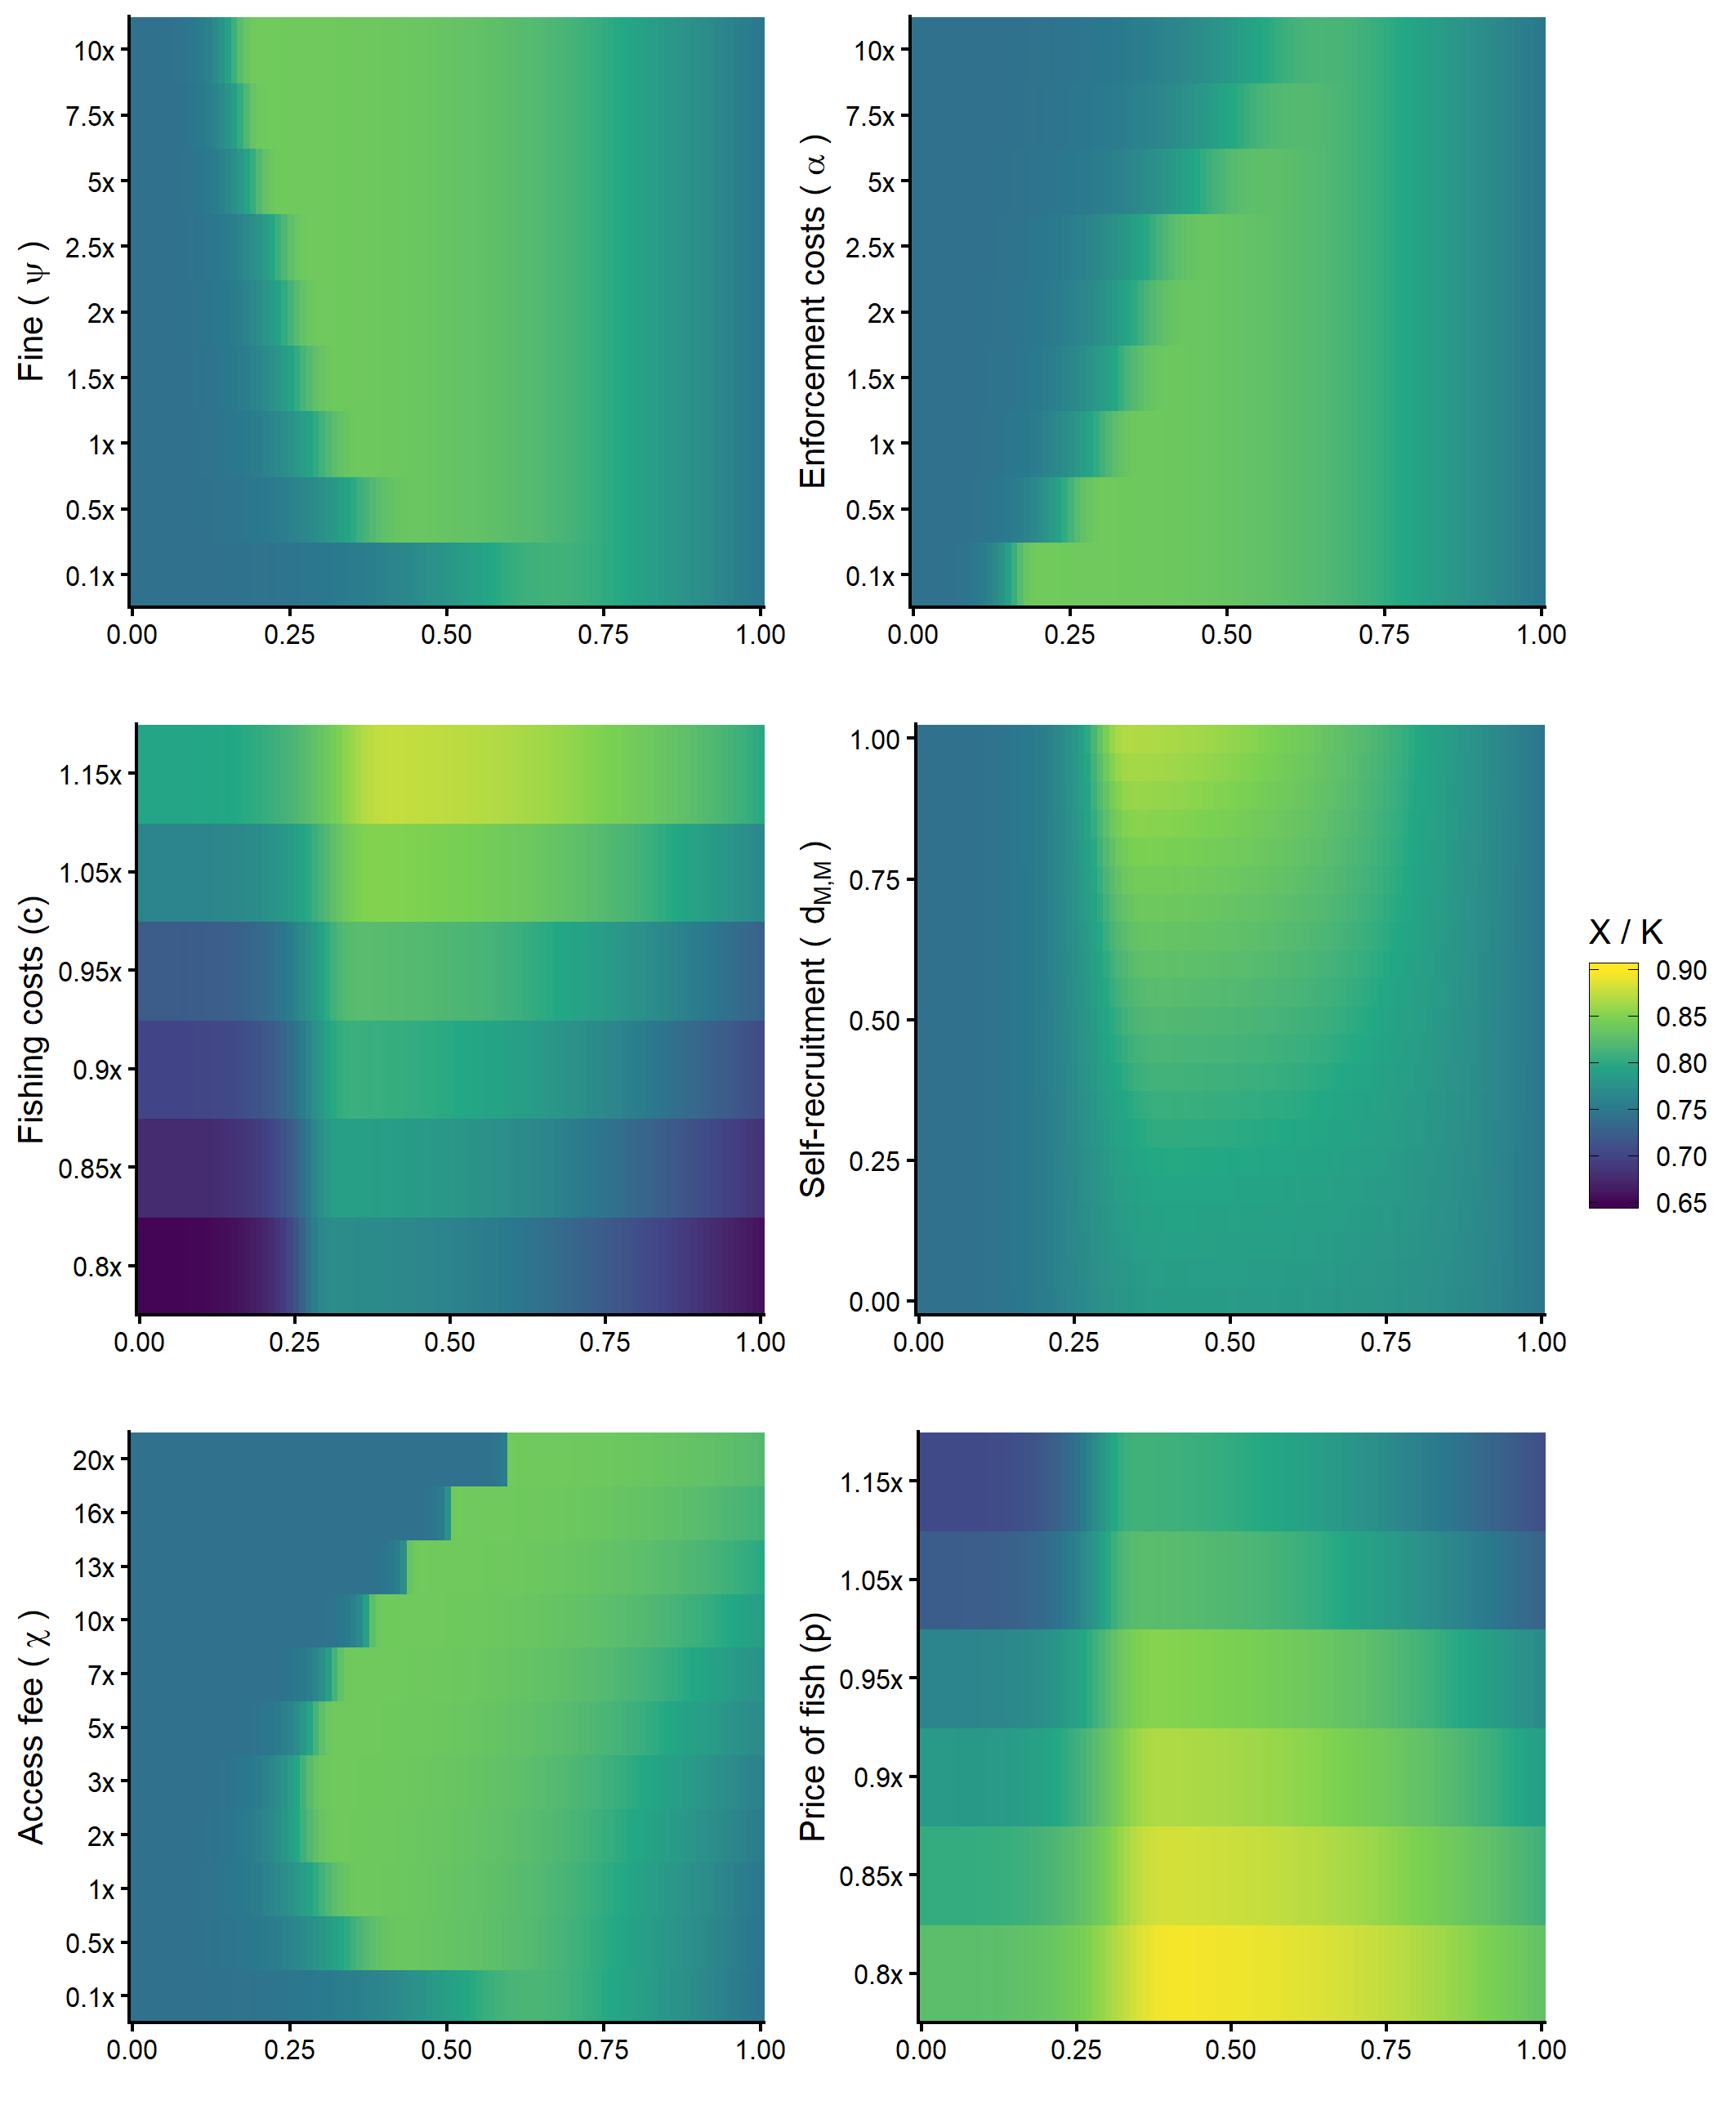 Fine ( ψ )
10x
7.5x
5x
2.5x
2x
1.5x
1x
0.5x
0.1x
0.00 0.25 0.50 0.75 1.00
Enforcement costs ( α )
10x
7.5x
5x
2.5x
2x
1.5x
1x
0.5x
0.1x
0.00 0.25 0.50 0.75 1.00
Fishing costs (c)
1.15x
1.05x
0.95x
0.9x
0.85x
0.8x
0.00 0.25 0.50 0.75 1.00
Self-recruitment ( dM,M )
1.00
0.75
0.50
0.25
0.00
0.00 0.25 0.50 0.75 1.00
X / K
0.90
0.85
0.80
0.75
0.70
0.65
Access fee ( χ )
20x
16x
13x
10x
7x
5x
3x
2x
1x
0.5x
0.1x
0.00 0.25 0.50 0.75 1.00
Price of fish (p)
1.15x
1.05x
0.95x
0.9x
0.85x
0.8x
0.00 0.25 0.50 0.75 1.00